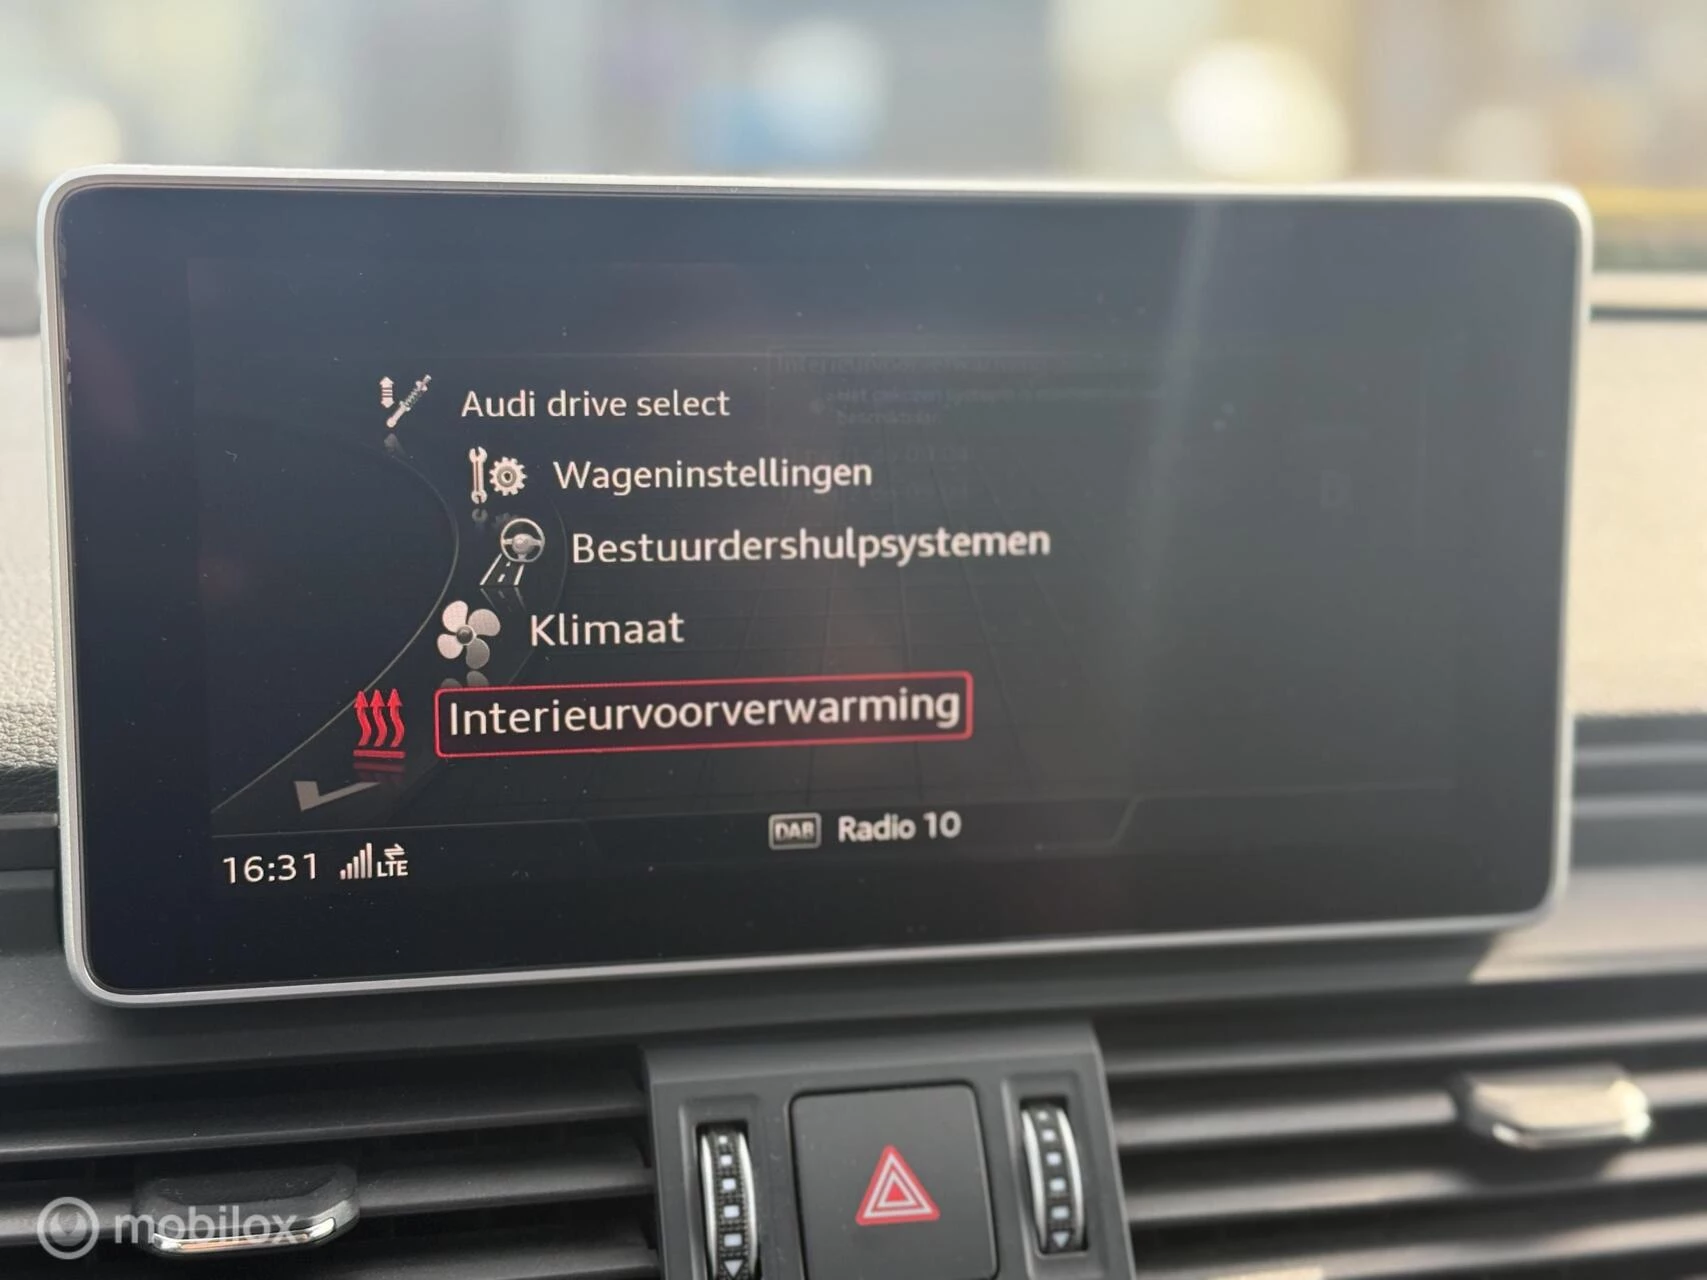 Audi drive select
Wageninstellingen
Bestuurdershulpsystemen
Klimaat
Interieurvoorverwarming
DAB Radio 10
16:31 LTE
mobilox